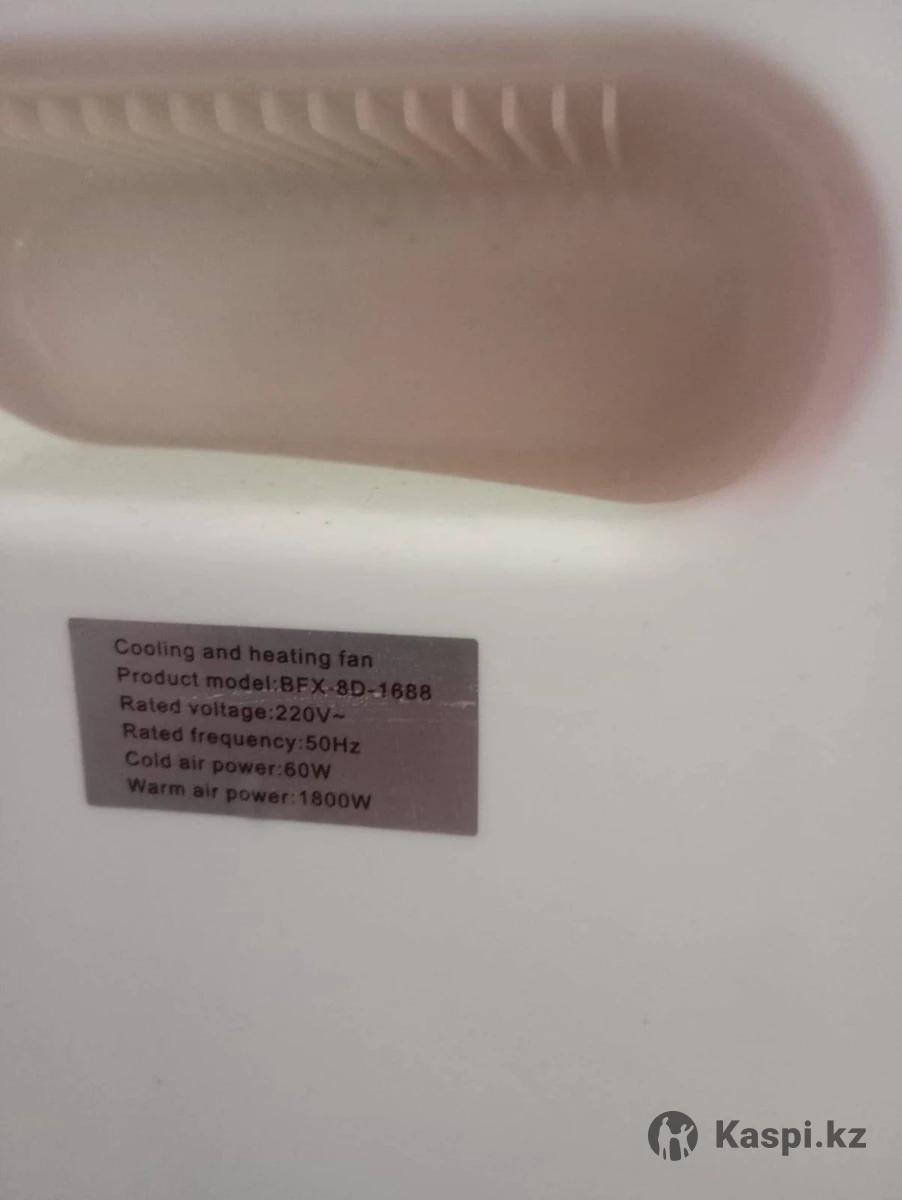 Cooling and heating fan
Product model:BFX-8D-1688
Rated voltage:220V~
Rated frequency:50Hz
Cold air power:60W
Warm air power:1800W
Kaspi.kz